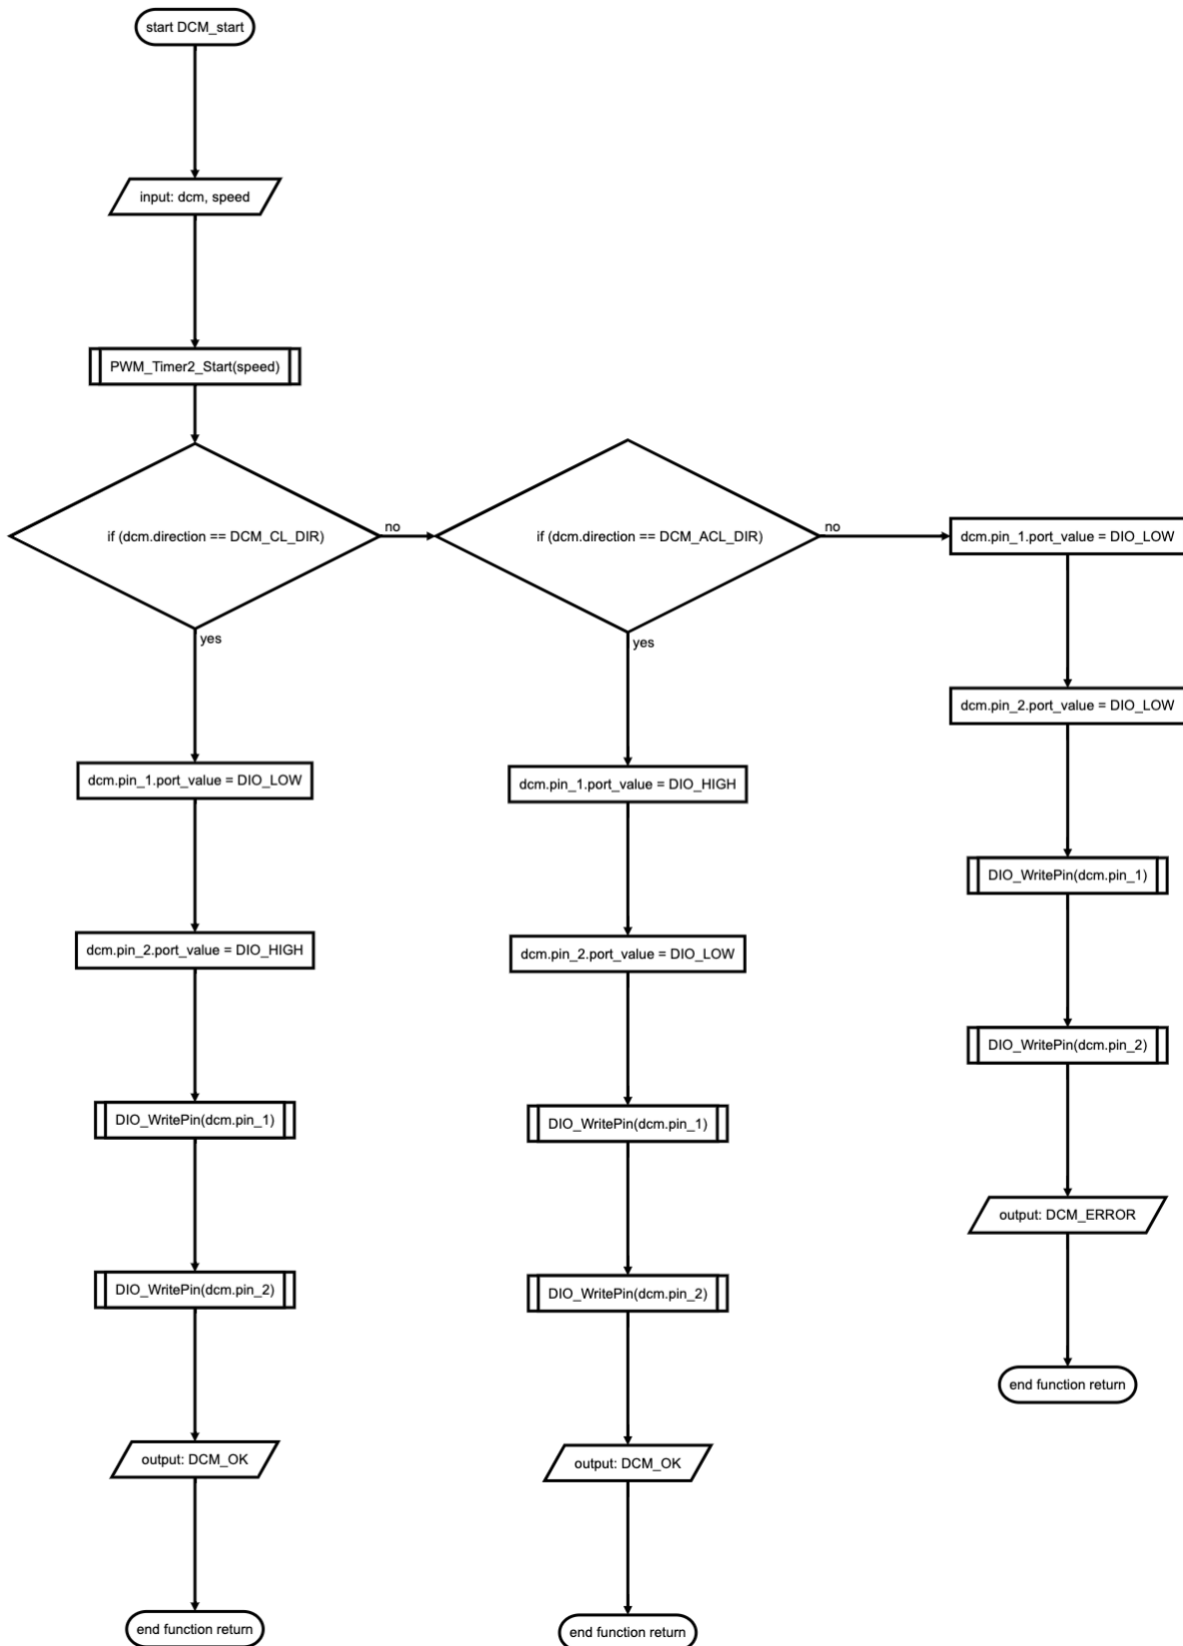 start DCM_start
input: dcm, speed
PWM_Timer2_Start(speed)
if (dcm.direction == DCM_CL_DIR)
no
if (dcm.direction == DCM_ACL_DIR)
no
dcm.pin_1.port_value = DIO_LOW
yes
yes
dcm.pin_2.port_value = DIO_LOW
dcm.pin_1.port_value = DIO_LOW
dcm.pin_1.port_value = DIO_HIGH
DIO_WritePin(dcm.pin_1)
dcm.pin_2.port_value = DIO_HIGH
dcm.pin_2.port_value = DIO_LOW
DIO_WritePin(dcm.pin_2)
DIO_WritePin(dcm.pin_1)
DIO_WritePin(dcm.pin_1)
output: DCM_ERROR
DIO_WritePin(dcm.pin_2)
DIO_WritePin(dcm.pin_2)
end function return
output: DCM_OK
output: DCM_OK
end function return
end function return